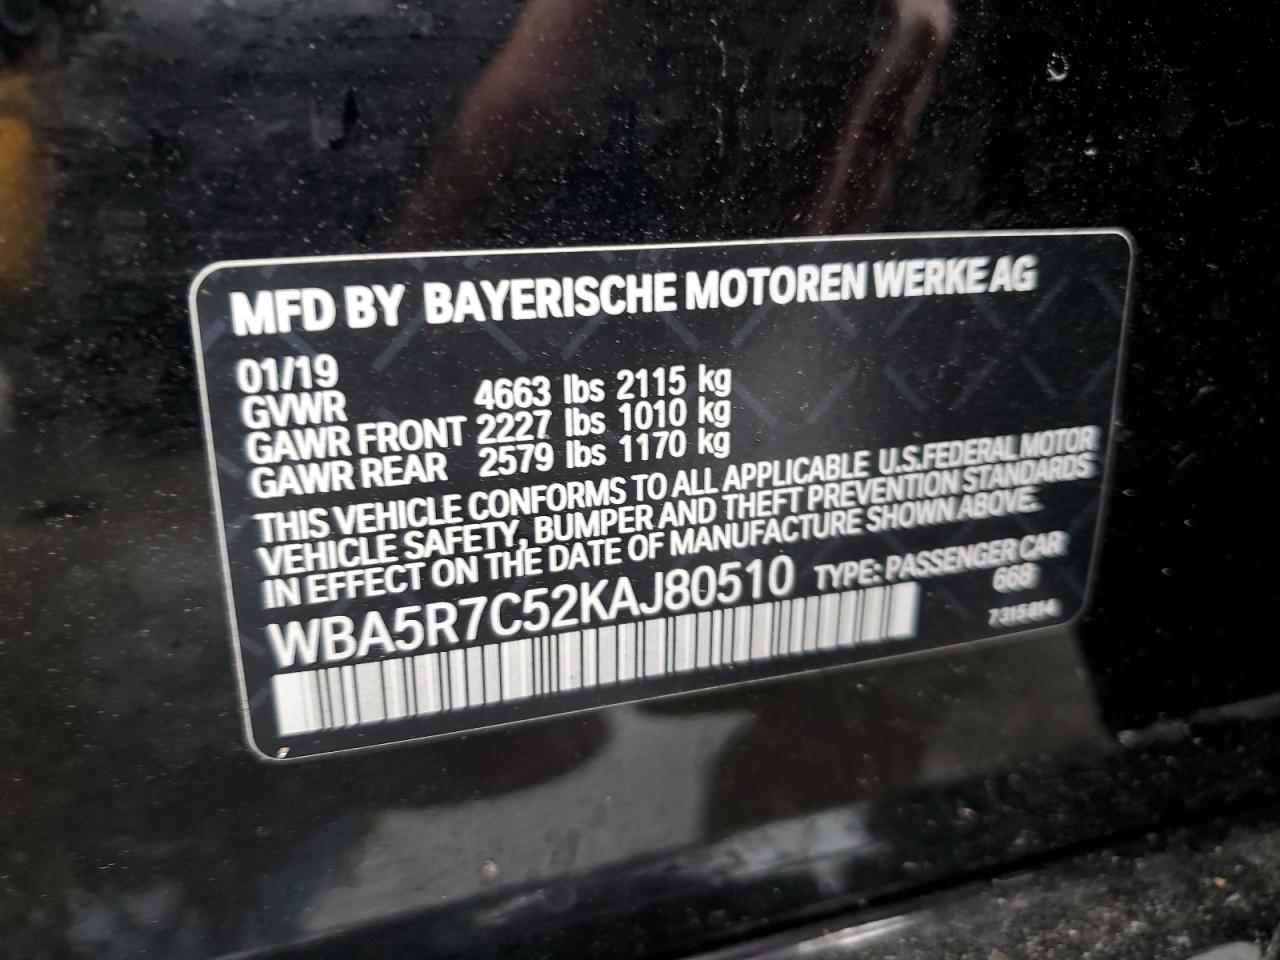 MFD BY BAYERISCHE MOTOREN WERKE AG
01/19
GVWR 4663 lbs 2115 kg
GAWR FRONT 2227 lbs 1010 kg
GAWR REAR 2579 lbs 1170 kg
THIS VEHICLE CONFORMS TO ALL APPLICABLE U.S.FEDERAL MOTOR
VEHICLE SAFETY, BUMPER AND THEFT PREVENTION STANDARDS
IN EFFECT ON THE DATE OF MANUFACTURE SHOWN ABOVE.
WBA5R7C52KAJ80510 TYPE: PASSENGER CAR
668
7315814